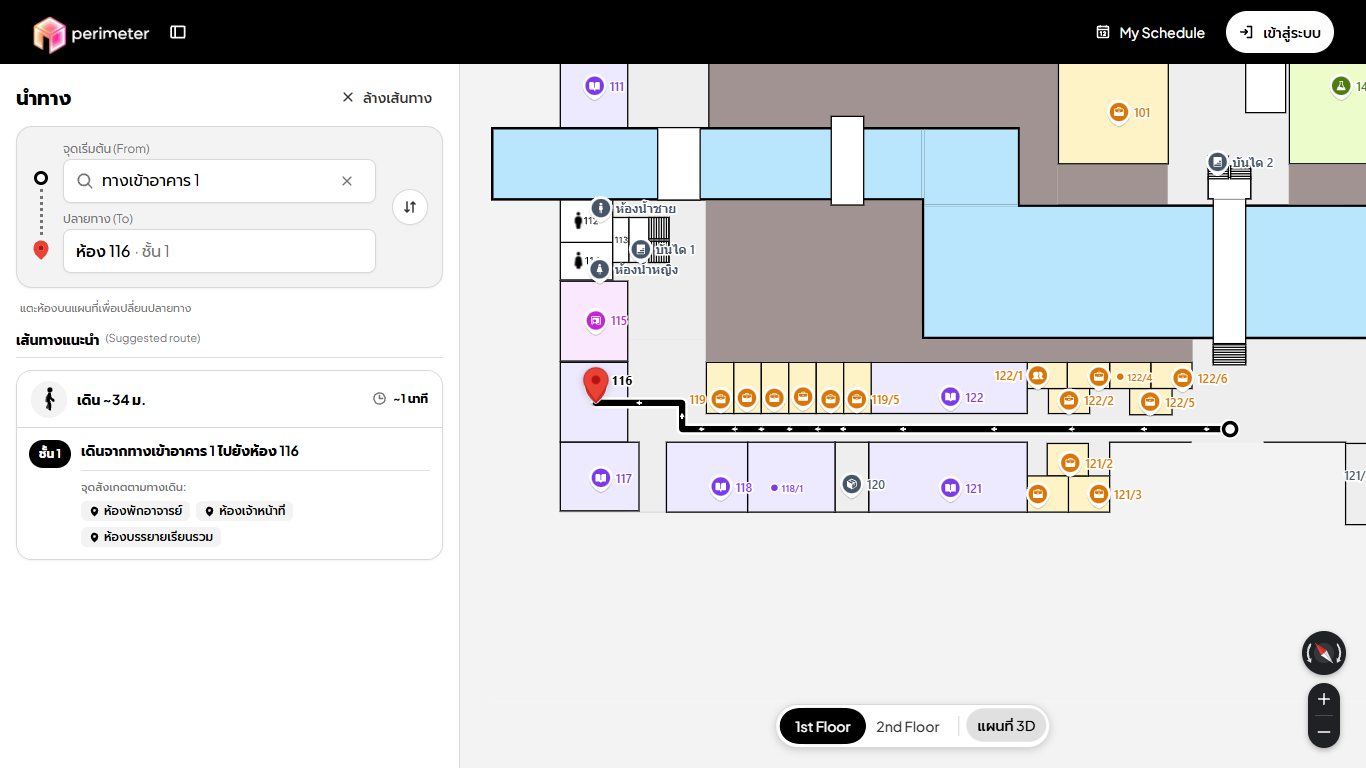 perimeter
My Schedule
เข้าสู่ระบบ
นำทาง
ล้างเส้นทาง
จุดเริ่มต้น (From)
ทางเข้าอาคาร 1
ปลายทาง (To)
ห้อง 116 · ชั้น 1
แตะห้องบนแผนที่เพื่อเปลี่ยนปลายทาง
เส้นทางแนะนำ (Suggested route)
เดิน ~34 ม.
~1 นาที
ชั้น 1
เดินจากทางเข้าอาคาร 1 ไปยังห้อง 116
จุดสังเกตตามทางเดิน:
ห้องพักอาจารย์
ห้องเจ้าหน้าที่
ห้องบรรยายเรียนรวม
111
101
บันได 2
ห้องน้ำชาย
112
113
บันได 1
ห้องน้ำหญิง
115
116
119
119/5
122
122/1
122/4
122/6
122/2
122/5
117
118
118/1
120
121
121/2
121/3
1st Floor
2nd Floor
แผนที่ 3D